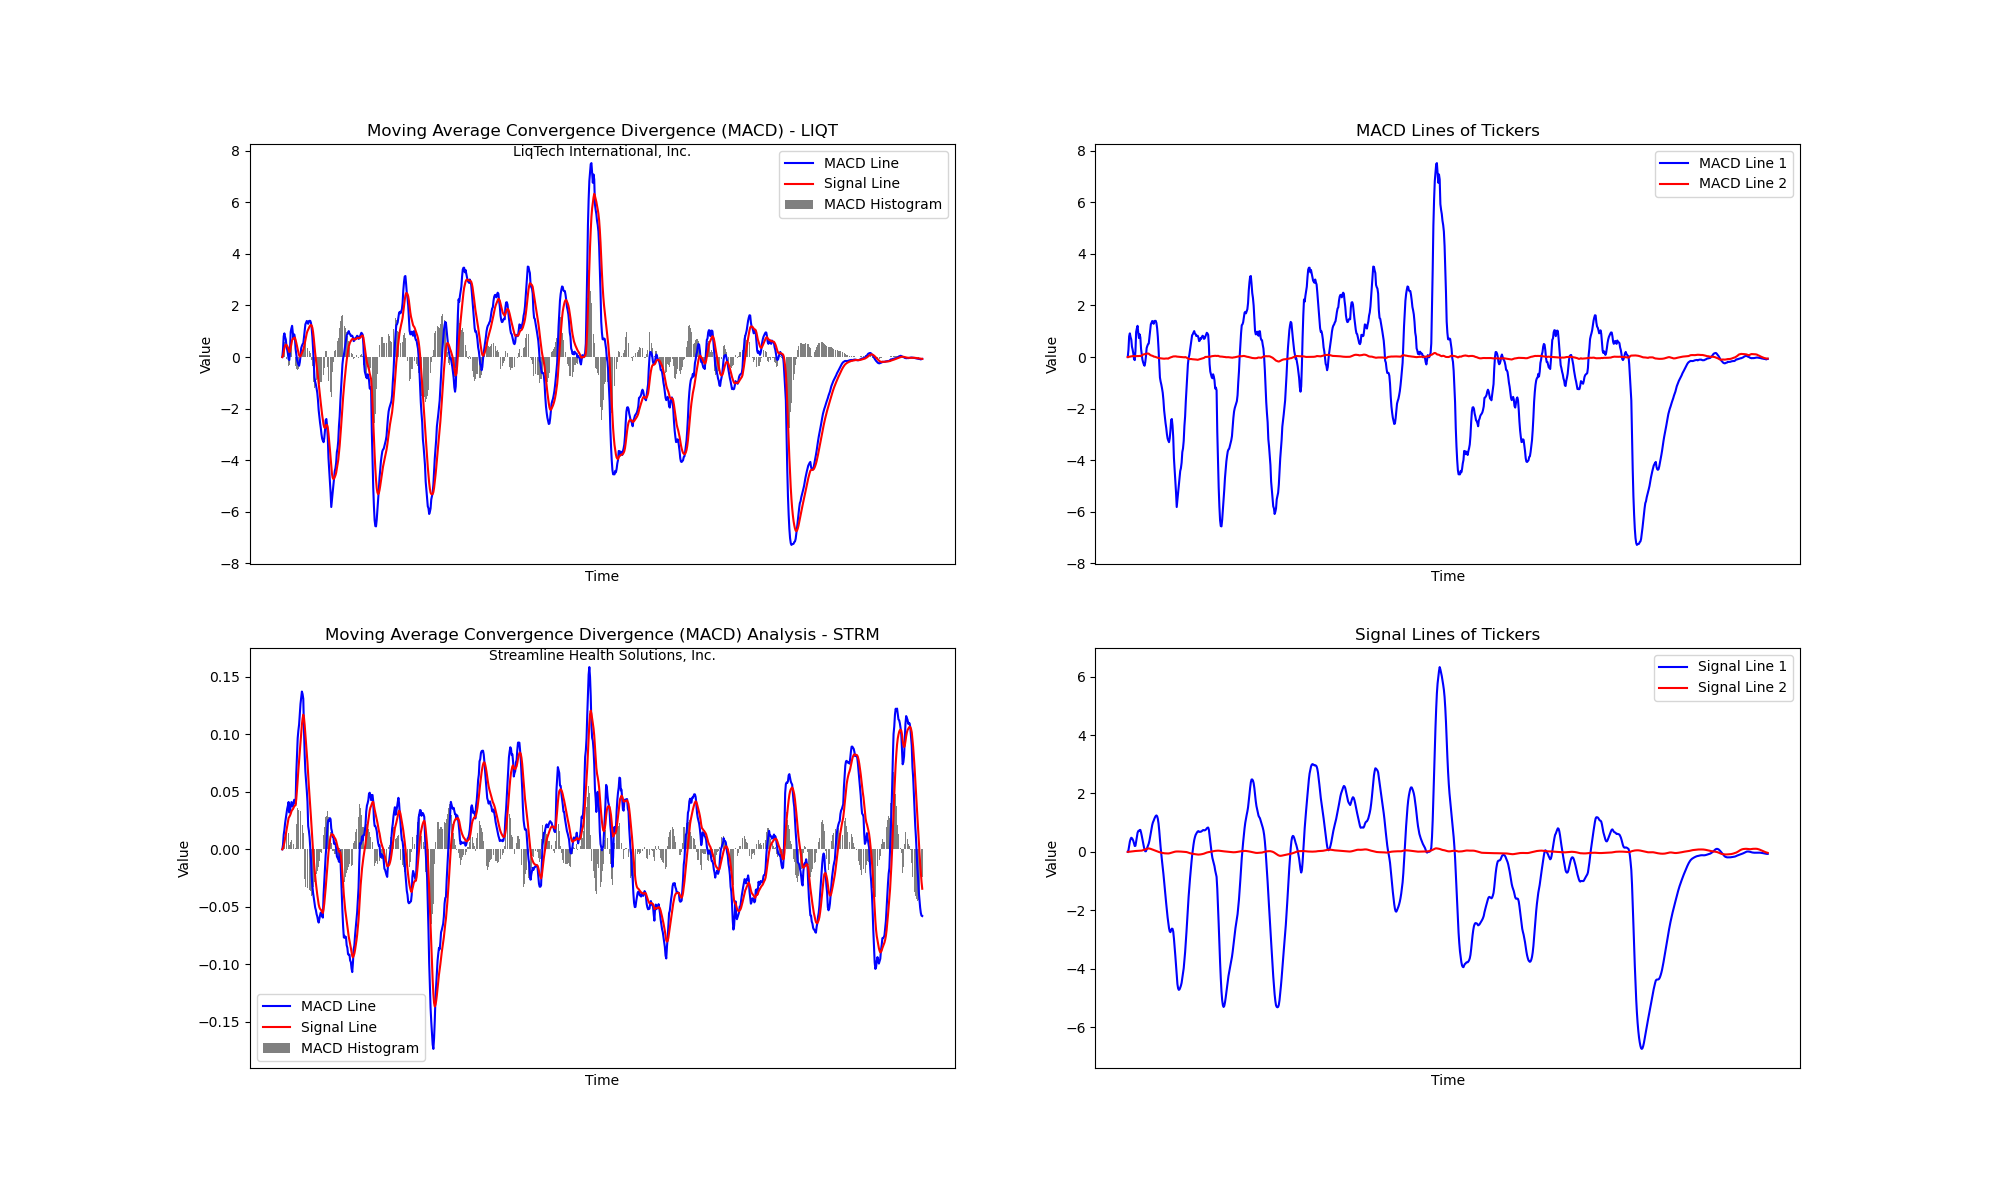 Moving Average Convergence Divergence (MACD) - LIQT
LiqTech International, Inc.
MACD Line
Signal Line
MACD Histogram
8
6
4
2
0
−2
−4
−6
−8
Value
Time
MACD Lines of Tickers
MACD Line 1
MACD Line 2
8
6
4
2
0
−2
−4
−6
−8
Value
Time
Moving Average Convergence Divergence (MACD) Analysis - STRM
Streamline Health Solutions, Inc.
0.15
0.10
0.05
0.00
−0.05
−0.10
−0.15
Value
MACD Line
Signal Line
MACD Histogram
Time
Signal Lines of Tickers
Signal Line 1
Signal Line 2
6
4
2
0
−2
−4
−6
Value
Time